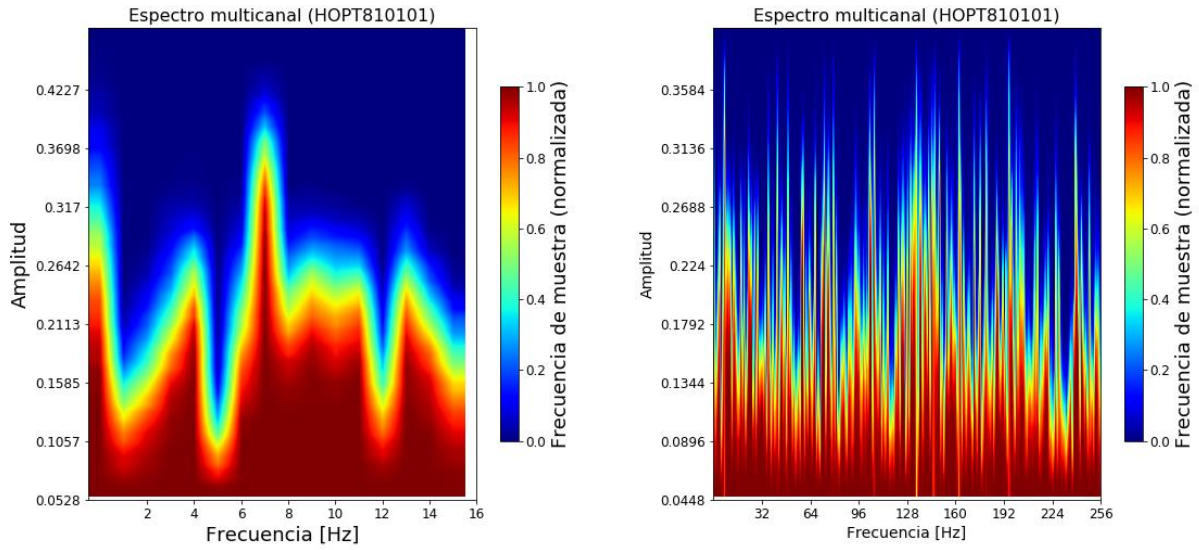 Espectro multicanal (HOPT810101)
Amplitud
0.4227
0.3698
0.317
0.2642
0.2113
0.1585
0.1057
0.0528
2 4 6 8 10 12 14 16
Frecuencia [Hz]
1.0
0.8
0.6
0.4
0.2
0.0
Frecuencia de muestra (normalizada)
Espectro multicanal (HOPT810101)
Amplitud
0.3584
0.3136
0.2688
0.224
0.1792
0.1344
0.0896
0.0448
32 64 96 128 160 192 224 256
Frecuencia [Hz]
1.0
0.8
0.6
0.4
0.2
0.0
Frecuencia de muestra (normalizada)